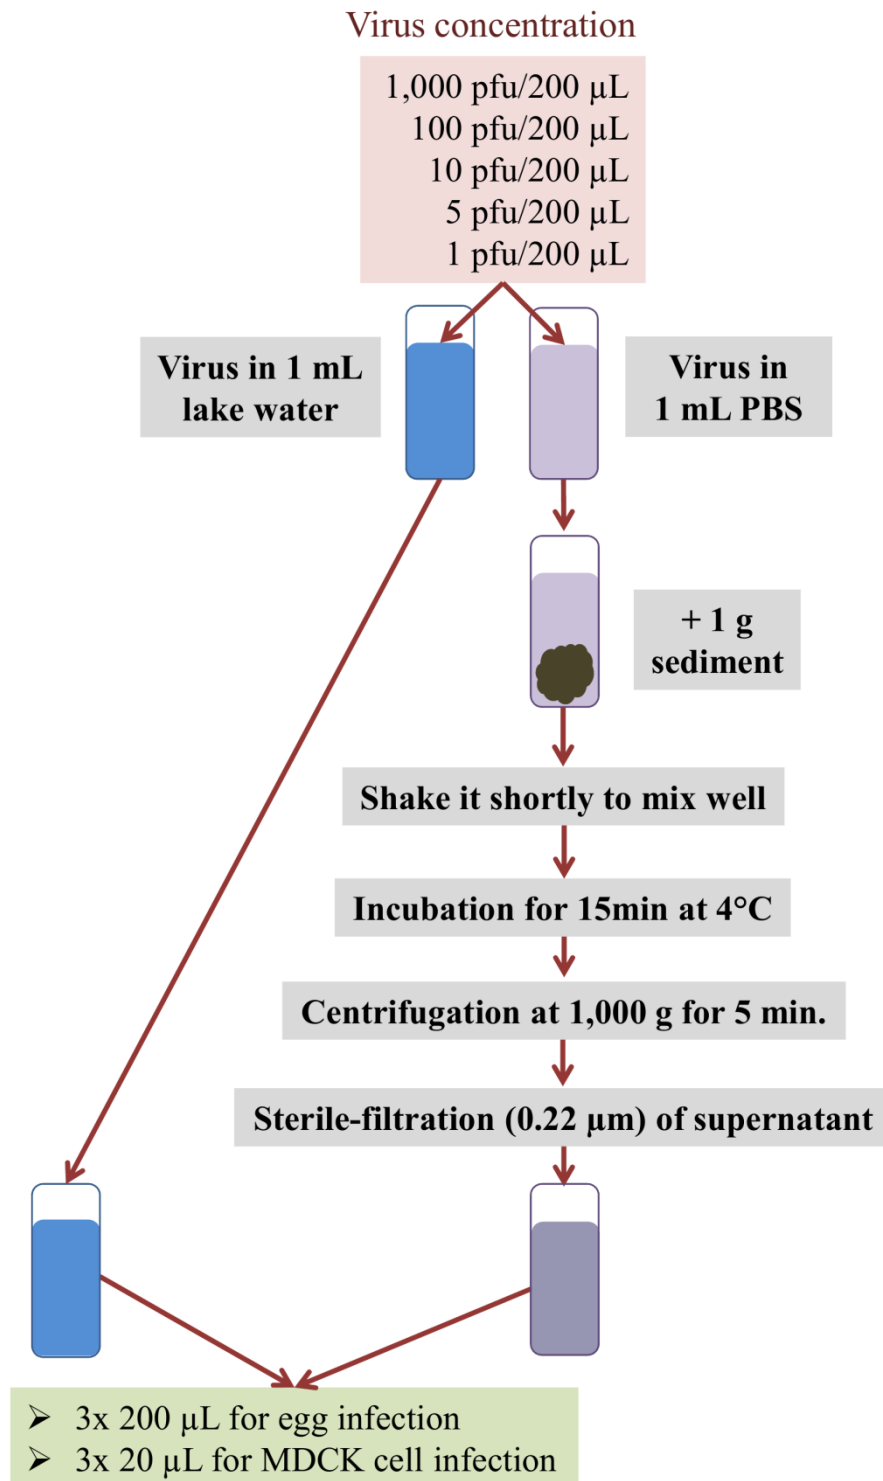 Virus concentration
1,000 pfu/200 µL
100 pfu/200 µL
10 pfu/200 µL
5 pfu/200 µL
1 pfu/200 µL
Virus in 1 mL
lake water
Virus in
1 mL PBS
+ 1 g
sediment
Shake it shortly to mix well
Incubation for 15min at 4°C
Centrifugation at 1,000 g for 5 min.
Sterile-filtration (0.22 µm) of supernatant
➢ 3x 200 µL for egg infection
➢ 3x 20 µL for MDCK cell infection